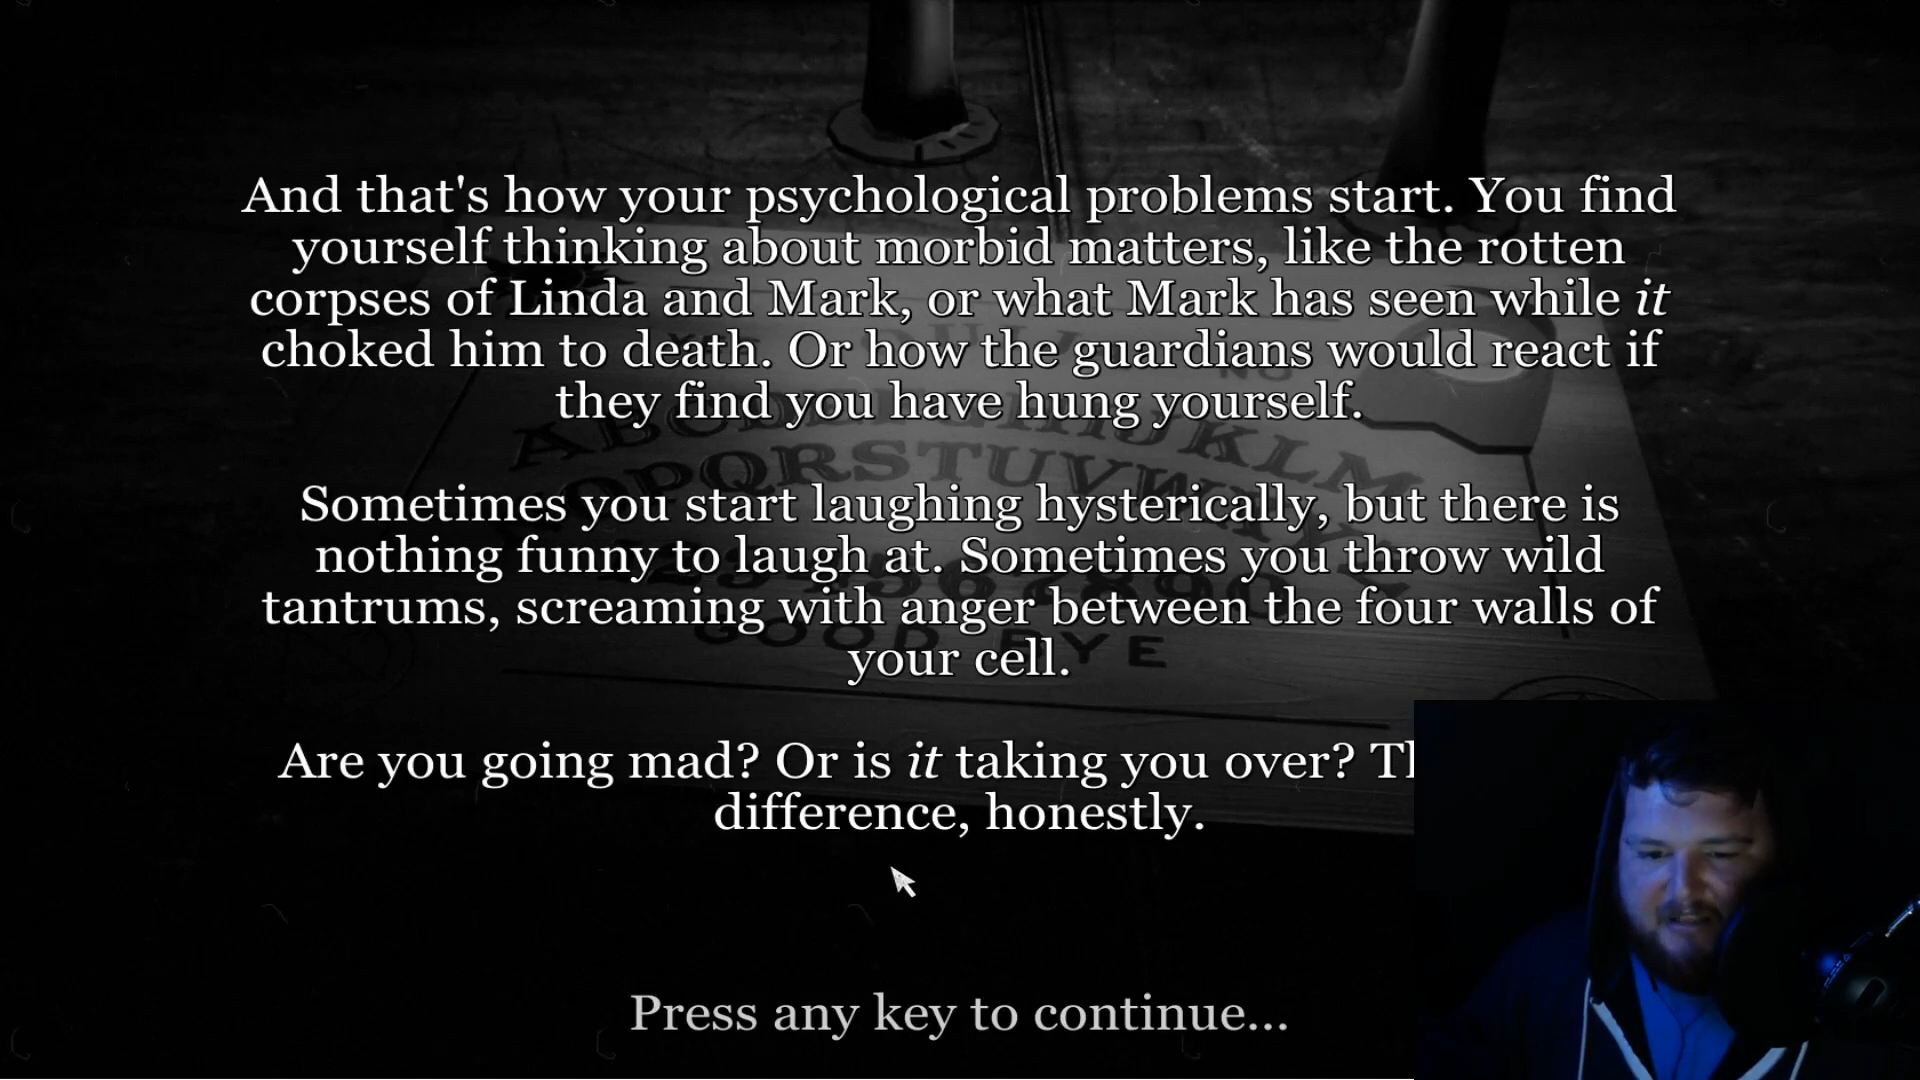 And that's how your psychological problems start. You find
yourself thinking about morbid matters, like the rotten
corpses of Linda and Mark, or what Mark has seen while it
choked him to death. Or how the guardians would react if
they find you have hung yourself.
Sometimes you start laughing hysterically, but there is
nothing funny to laugh at. Sometimes you throw wild
tantrums, screaming with anger between the four walls of
your cell.
Are you going mad? Or is it taking you over?
difference, honestly.
GOOD BYE
Press any key to continue...